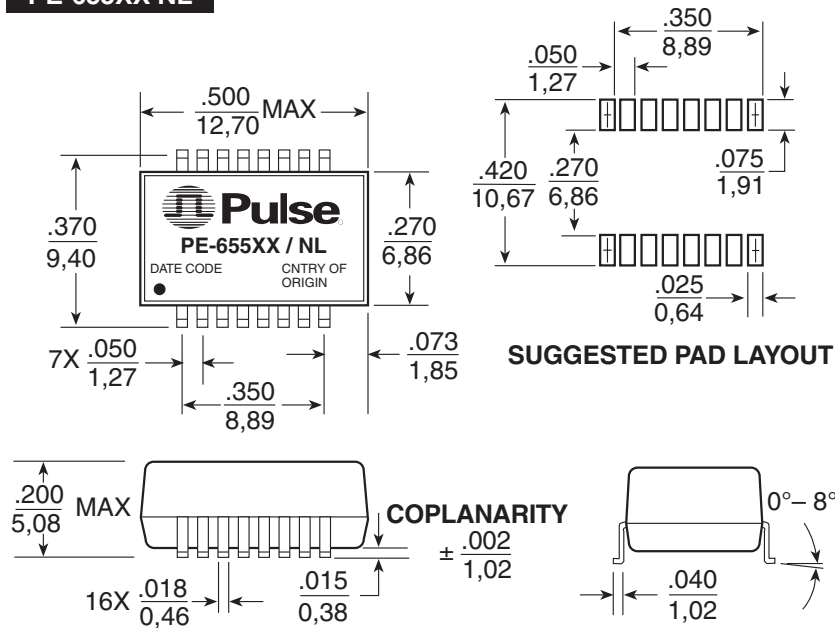 PE-655XX NL
.500
12,70
MAX
.370
9,40
Pulse
PE-655XX / NL
DATE CODE
CNTRY OF
ORIGIN
.270
6,86
7X .050
1,27
.350
8,89
.073
1,85
.350
8,89
.050
1,27
.420
10,67
.270
6,86
.075
1,91
.025
0,64
SUGGESTED PAD LAYOUT
.200
5,08
MAX
16X .018
0,46
.015
0,38
COPLANARITY
± .002
1,02
0°– 8°
.040
1,02